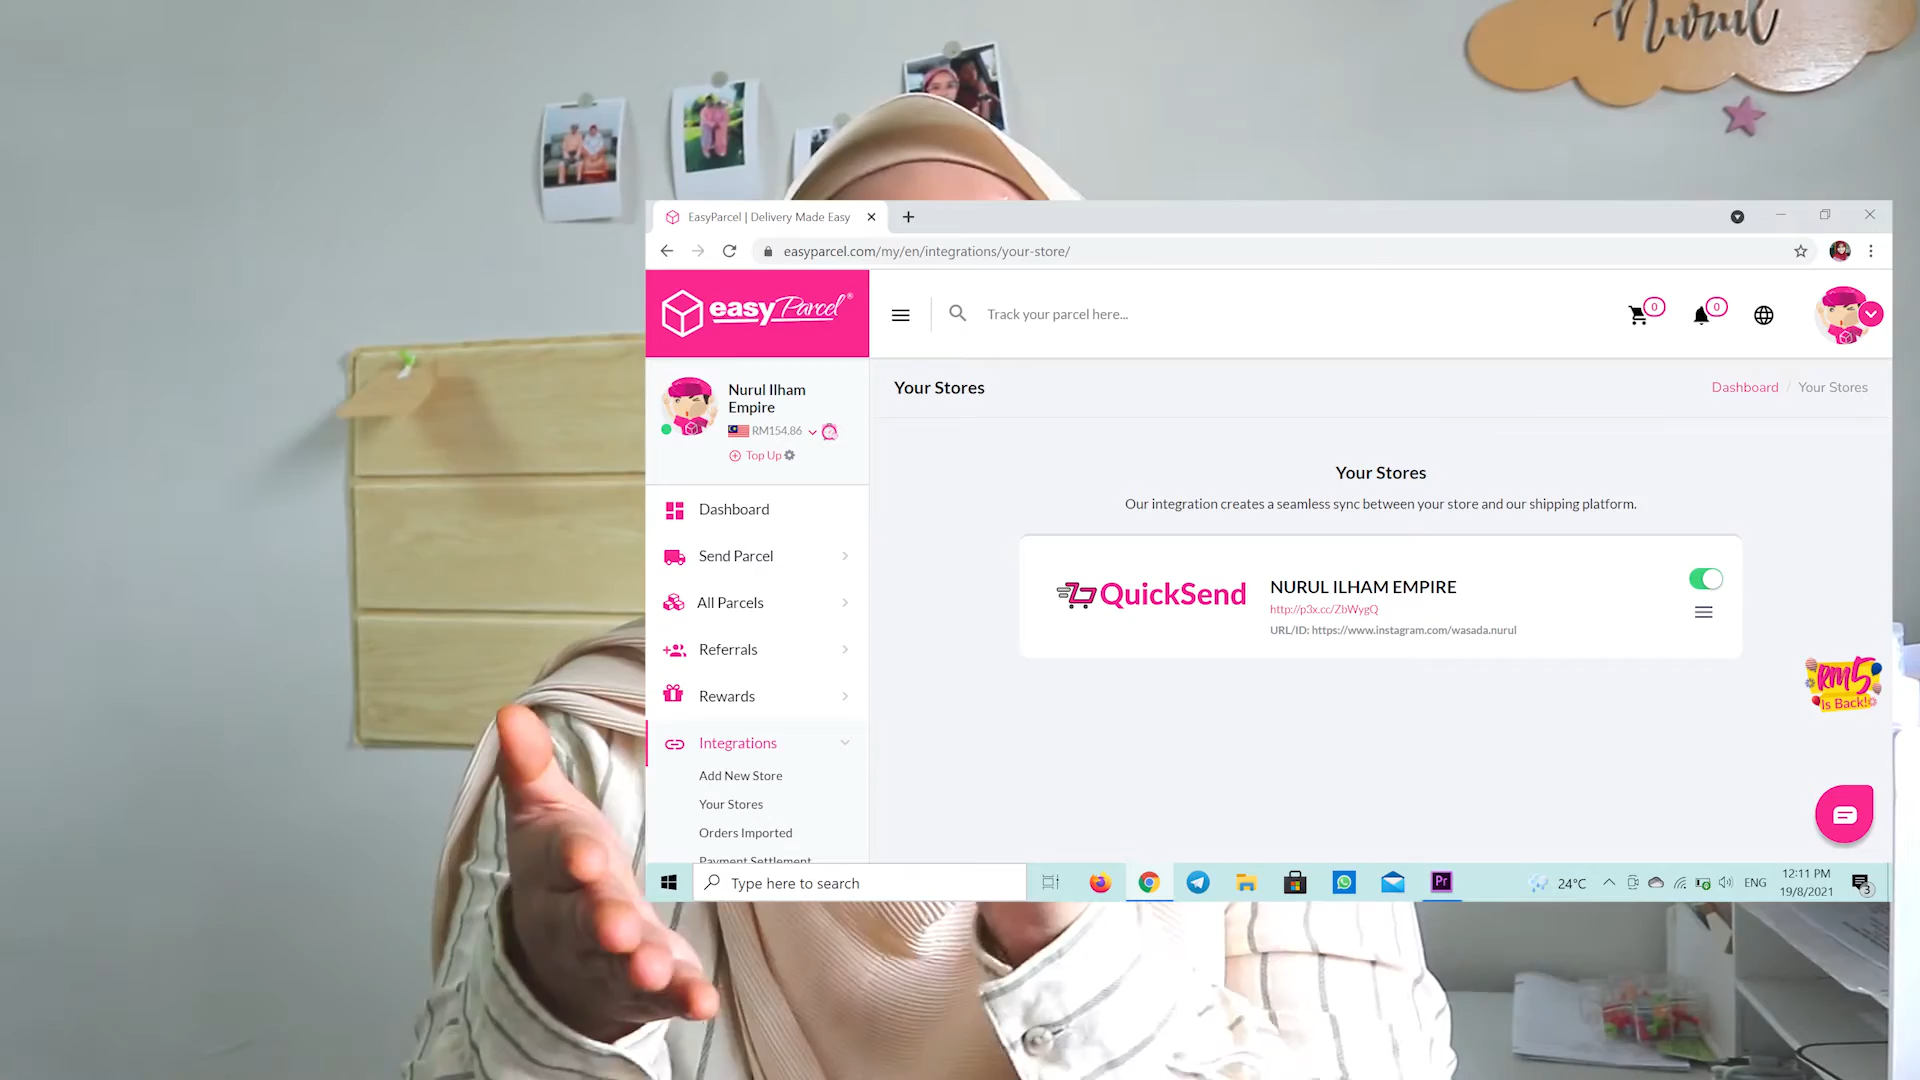 Nurul
EasyParcel | Delivery Made Easy
easyparcel.com/my/en/integrations/your-store/
easyParcel®
Track your parcel here...
0
0
Nurul Ilham
Empire
RM154.86
Top Up
Your Stores
Dashboard / Your Stores
Dashboard
Send Parcel
All Parcels
Referrals
Rewards
Integrations
Add New Store
Your Stores
Orders Imported
Payment Settlement
Your Stores
Our integration creates a seamless sync between your store and our shipping platform.
QuickSend
NURUL ILHAM EMPIRE
http://p3x.cc/ZbWygQ
URL/ID: https://www.instagram.com/wasada.nurul
RM5
is Back!
Type here to search
Pr
24°C
ENG
12:11 PM
19/8/2021
3